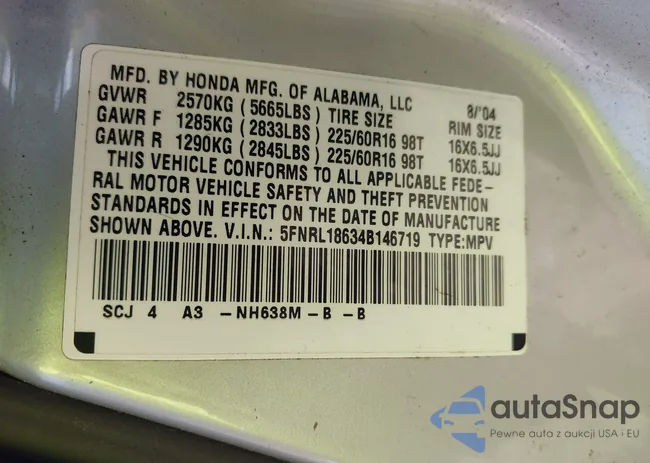 MFD. BY HONDA MFG. OF ALABAMA, LLC 8/'04
GVWR 2570KG (5665LBS) TIRE SIZE RIM SIZE
GAWR F 1285KG (2833LBS) 225/60R16 98T 16X6.5JJ
GAWR R 1290KG (2845LBS) 225/60R16 98T 16X6.5JJ
THIS VEHICLE CONFORMS TO ALL APPLICABLE FEDE-
RAL MOTOR VEHICLE SAFETY AND THEFT PREVENTION
STANDARDS IN EFFECT ON THE DATE OF MANUFACTURE
SHOWN ABOVE. V.I.N.: 5FNRL18634B146719 TYPE:MPV
SCJ 4 A3 -NH638M-B -B
autaSnap
Pewne auta z aukcji USA i EU